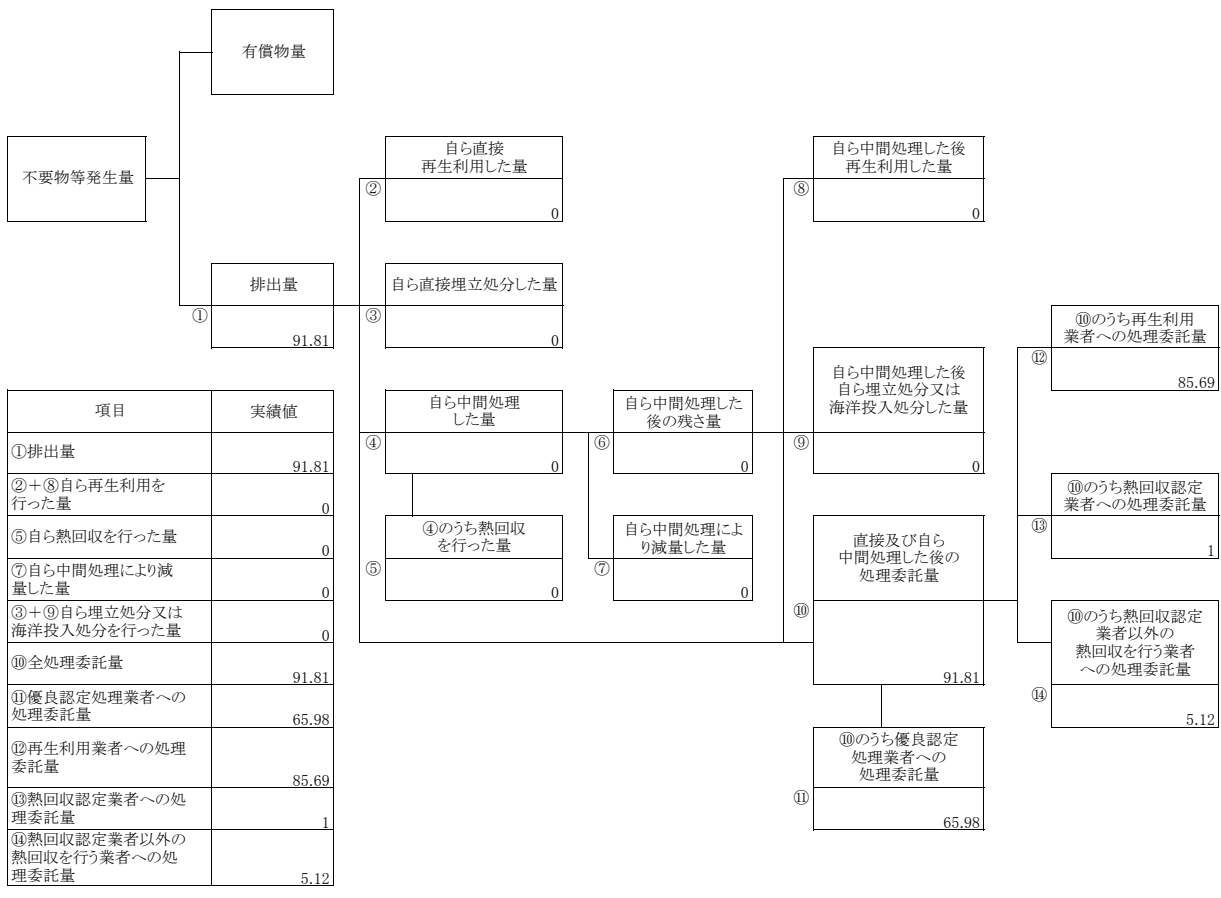 有償物量
不要物等発生量
①
排出量
91.81
②
自ら直接
再生利用した量
0
③
自ら直接埋立処分した量
0
④
自ら中間処理
した量
0
⑤
④のうち熱回収
を行った量
0
⑥
自ら中間処理した
後の残さ量
0
⑦
自ら中間処理によ
り減量した量
0
⑧
自ら中間処理した後
再生利用した量
0
⑨
自ら中間処理した後
自ら埋立処分又は
海洋投入処分した量
0
⑩
直接及び自ら
中間処理した後の
処理委託量
91.81
⑪
⑩のうち優良認定
処理業者への
処理委託量
65.98
⑫
⑩のうち再生利用
業者への処理委託量
85.69
⑬
⑩のうち熱回収認定
業者への処理委託量
1
⑭
⑩のうち熱回収認定
業者以外の
熱回収を行う業者
への処理委託量
5.12
項目 実績値
①排出量
91.81
②+⑧自ら再生利用を
行った量
0
⑤自ら熱回収を行った量
0
⑦自ら中間処理により減
量した量
0
③+⑨自ら埋立処分又は
海洋投入処分を行った量
0
⑩全処理委託量
91.81
⑪優良認定処理業者への
処理委託量
65.98
⑫再生利用業者への処理
委託量
85.69
⑬熱回収認定業者への処
理委託量
1
⑭熱回収認定業者以外の
熱回収を行う業者への処
理委託量
5.12